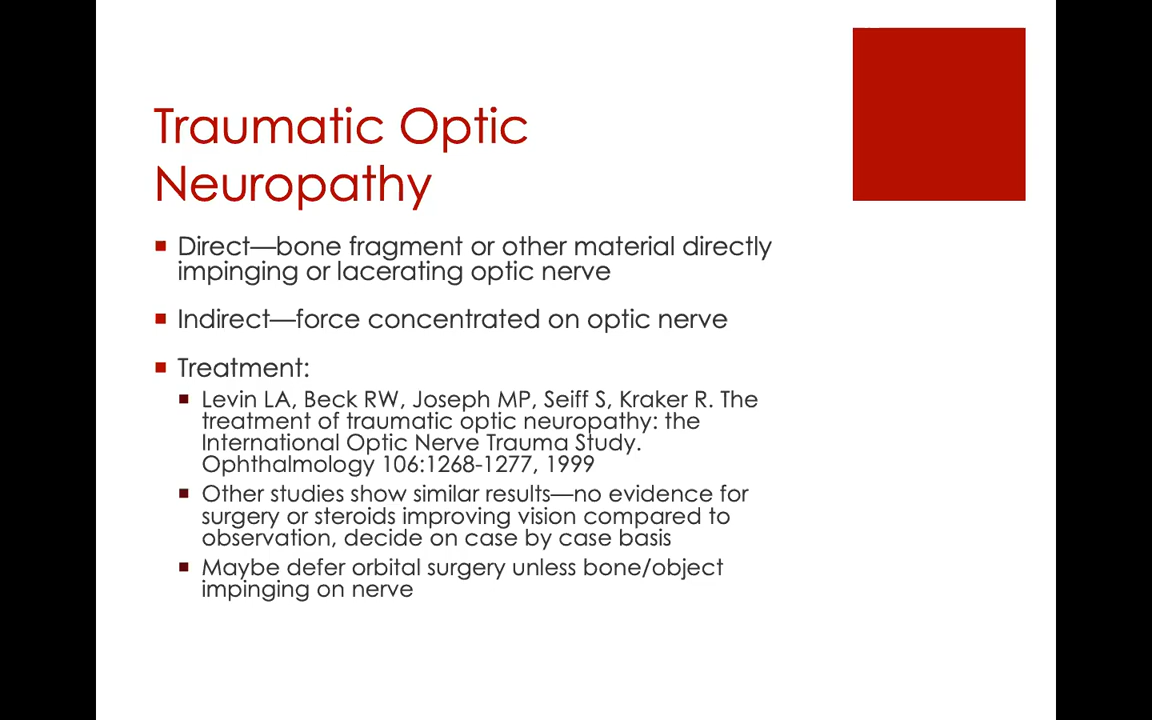 Traumatic Optic
Neuropathy
Direct—bone fragment or other material directly
impinging or lacerating optic nerve
Indirect—force concentrated on optic nerve
Treatment:
Levin LA, Beck RW, Joseph MP, Seiff S, Kraker R. The
treatment of traumatic optic neuropathy: the
International Optic Nerve Trauma Study.
Ophthalmology 106:1268-1277, 1999
Other studies show similar results—no evidence for
surgery or steroids improving vision compared to
observation, decide on case by case basis
Maybe defer orbital surgery unless bone/object
impinging on nerve